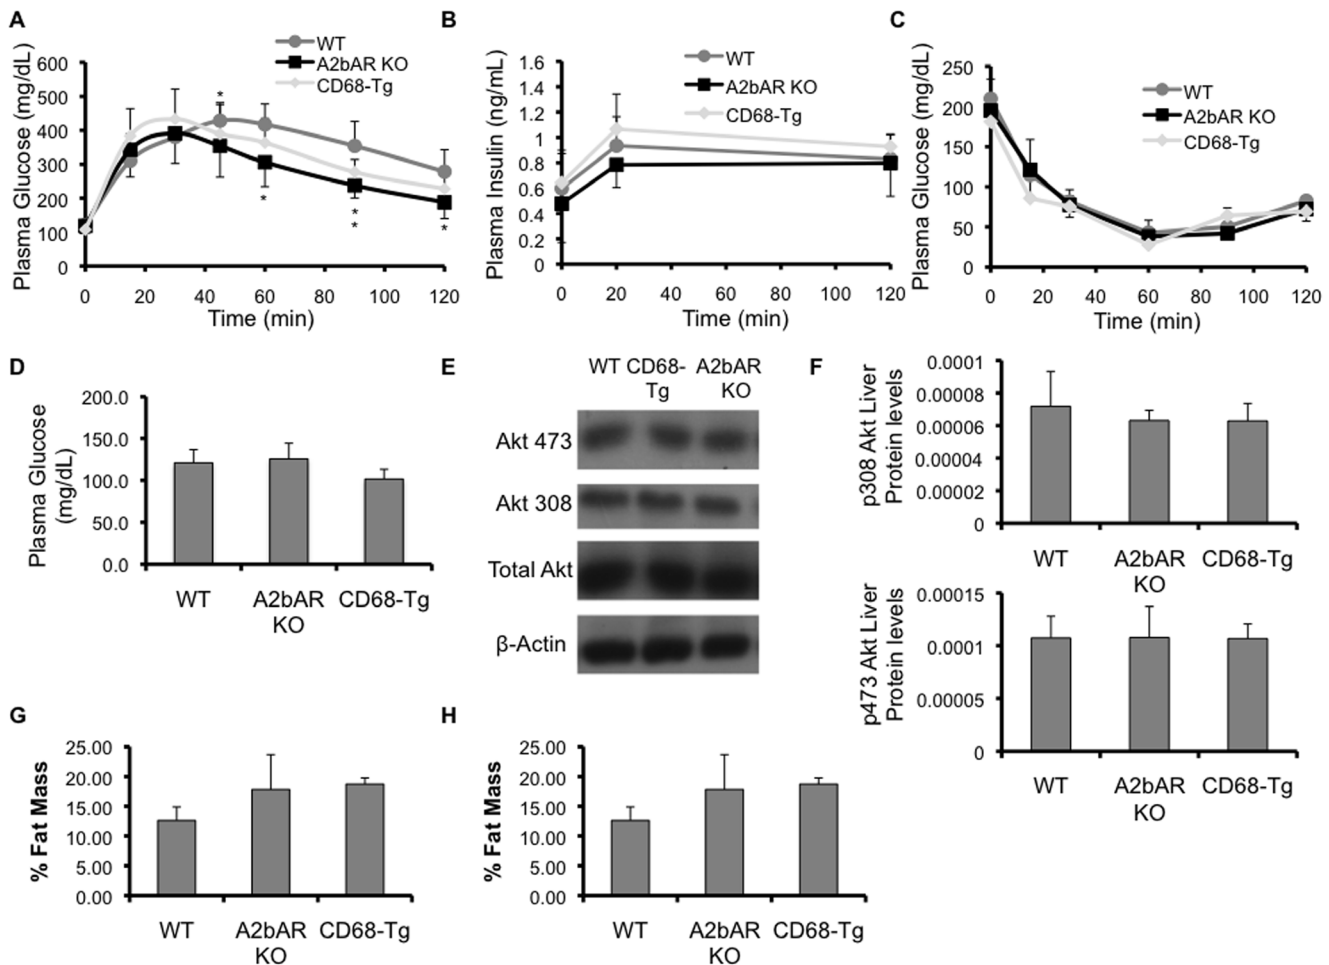 A
WT
A2bAR KO
CD68-Tg
Plasma Glucose (mg/dL)
600
500
400
300
200
100
0
*
*
*
*
*
0 20 40 60 80 100 120
Time (min)
B
WT
A2bAR KO
CD68-Tg
Plasma Insulin (ng/mL)
1.6
1.4
1.2
1
0.8
0.6
0.4
0.2
0
0 20 40 60 80 100 120
Time (min)
C
WT
A2bAR KO
CD68-Tg
Plasma Glucose (mg/dL)
250
200
150
100
50
0
0 20 40 60 80 100 120
Time (min)
D
Plasma Glucose
(mg/dL)
200.0
150.0
100.0
50.0
0.0
WT A2bAR CD68-Tg
KO
E
WT CD68- A2bAR
Tg KO
Akt 473
Akt 308
Total Akt
β-Actin
F
p308 Akt Liver
Protein levels
0.0001
0.00008
0.00006
0.00004
0.00002
0
WT A2bAR CD68-Tg
KO
p473 Akt Liver
Protein levels
0.00015
0.0001
0.00005
0
WT A2bAR CD68-Tg
KO
G
% Fat Mass
25.00
20.00
15.00
10.00
5.00
0.00
WT A2bAR CD68-Tg
KO
H
% Fat Mass
25.00
20.00
15.00
10.00
5.00
0.00
WT A2bAR CD68-Tg
KO